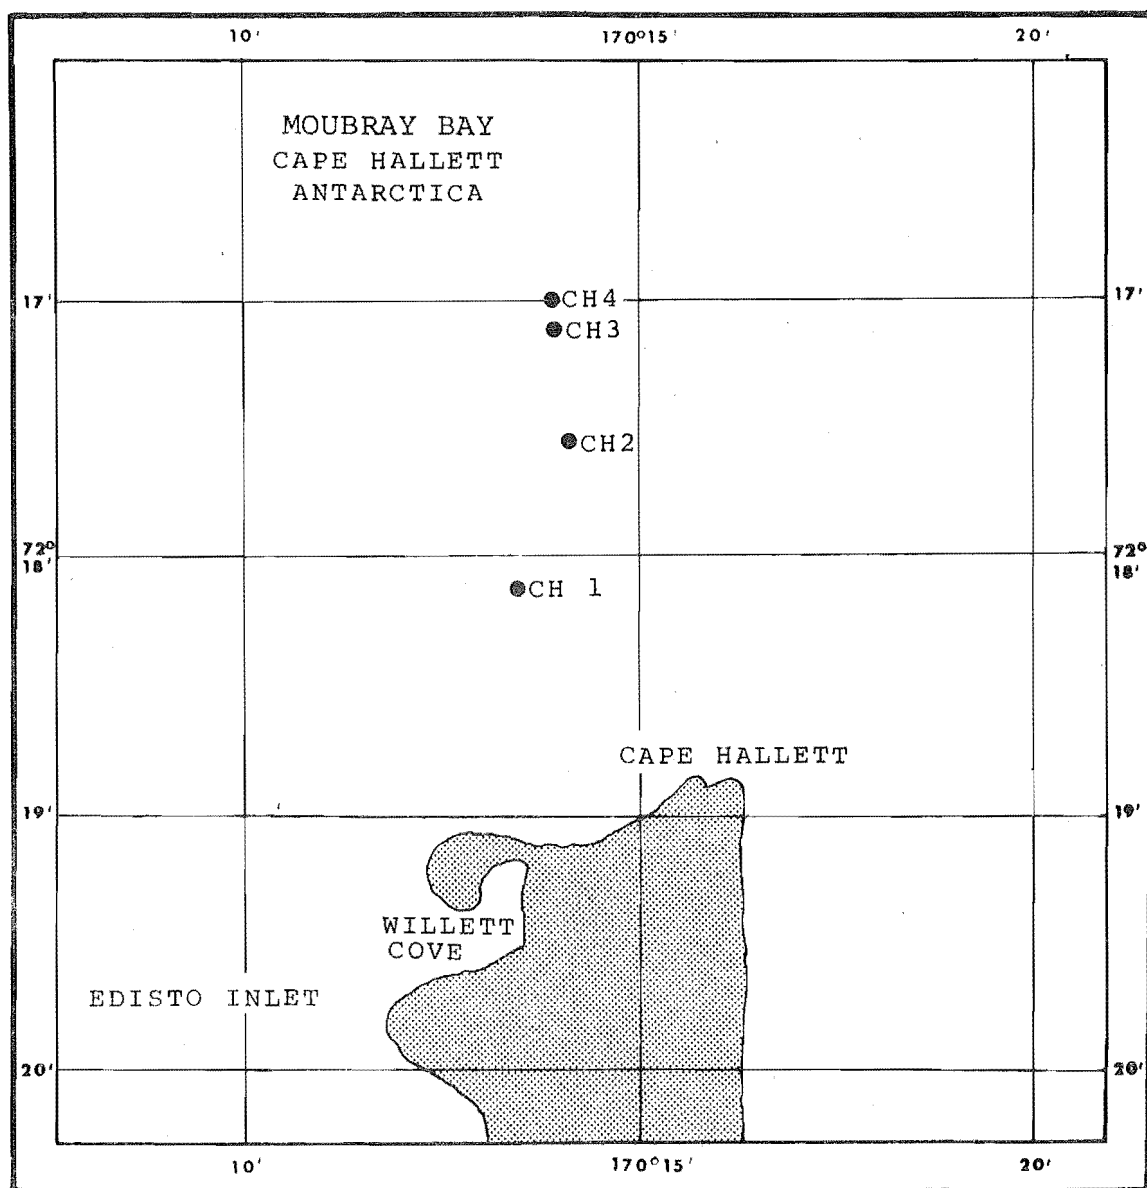 10' 170°15' 20'
MOUBRAY BAY
CAPE HALLETT
ANTARCTICA
17' CH4 17'
CH3
CH2
72° 72°
18' 18'
CH 1
CAPE HALLETT
19' 19'
WILLETT
COVE
EDISTO INLET
20' 20'
10' 170°15' 20'